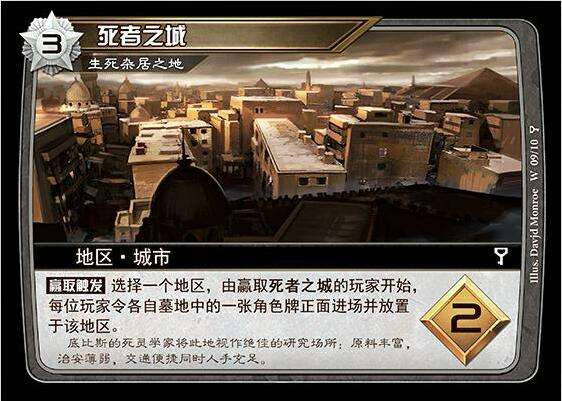 3
死者之城
生死杂居之地
地区·城市
赢取触发 选择一个地区，由赢取死者之城的玩家开始，
每位玩家令各自墓地中的一张角色牌正面进场并放置
于该地区。
底比斯的死灵学家将此地视作绝佳的研究场所：原料丰富，
治安薄弱，交通便捷同时人手充足。
2
Illus. David Monroe W 09/10